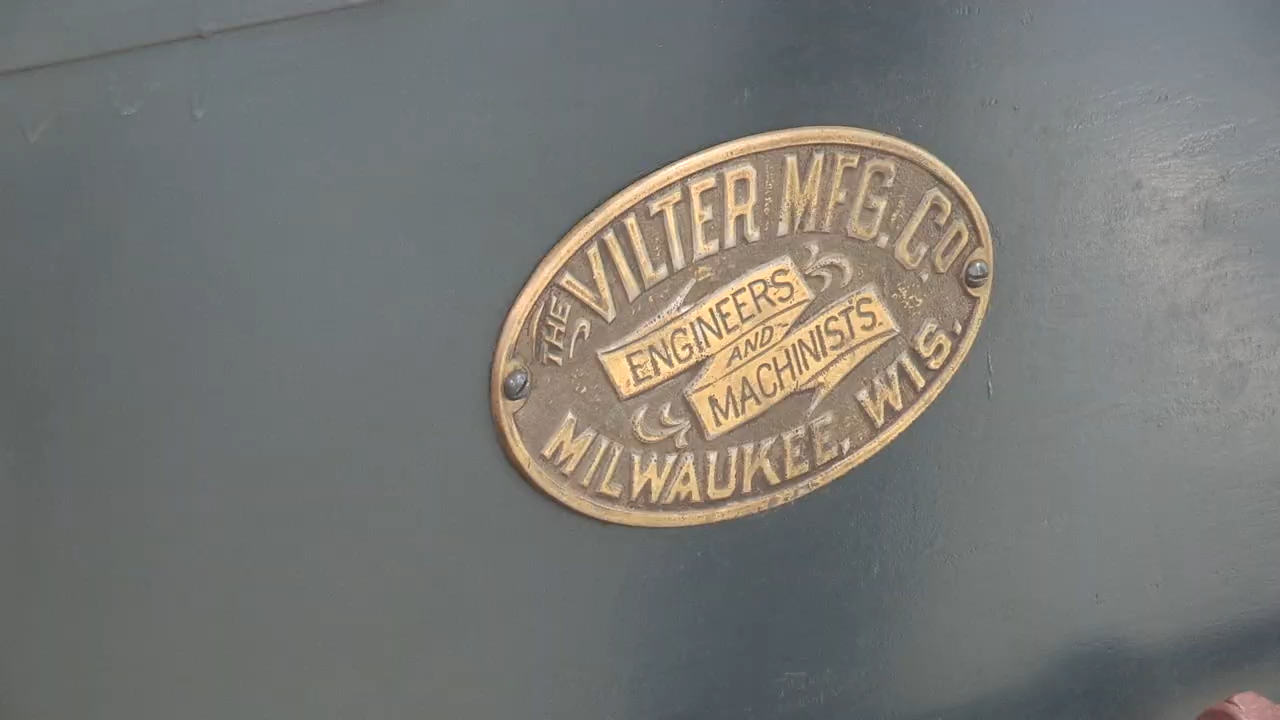 THE VILTER MFG. CO.
ENGINEERS
AND
MACHINISTS.
MILWAUKEE, WIS.